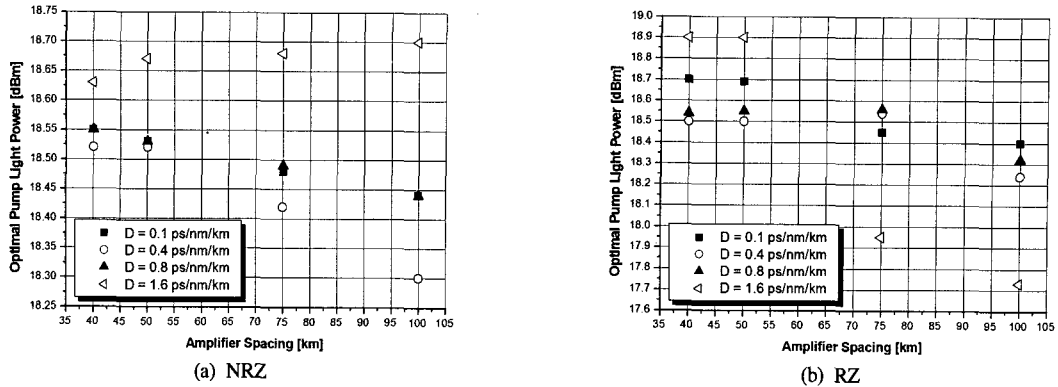 18.75
18.70
18.65
18.60
18.55
18.50
18.45
18.40
18.35
18.30
18.25
Optimal Pump Light Power [dBm]
D = 0.1 ps/nm/km
D = 0.4 ps/nm/km
D = 0.8 ps/nm/km
D = 1.6 ps/nm/km
35 40 45 50 55 60 65 70 75 80 85 90 95 100 105
Amplifier Spacing [km]
(a) NRZ
19.0
18.9
18.8
18.7
18.6
18.5
18.4
18.3
18.2
18.1
18.0
17.9
17.8
17.7
17.6
Optimal Pump Light Power [dBm]
D = 0.1 ps/nm/km
D = 0.4 ps/nm/km
D = 0.8 ps/nm/km
D = 1.6 ps/nm/km
35 40 45 50 55 60 65 70 75 80 85 90 95 100 105
Amplifier Spacing [km]
(b) RZ